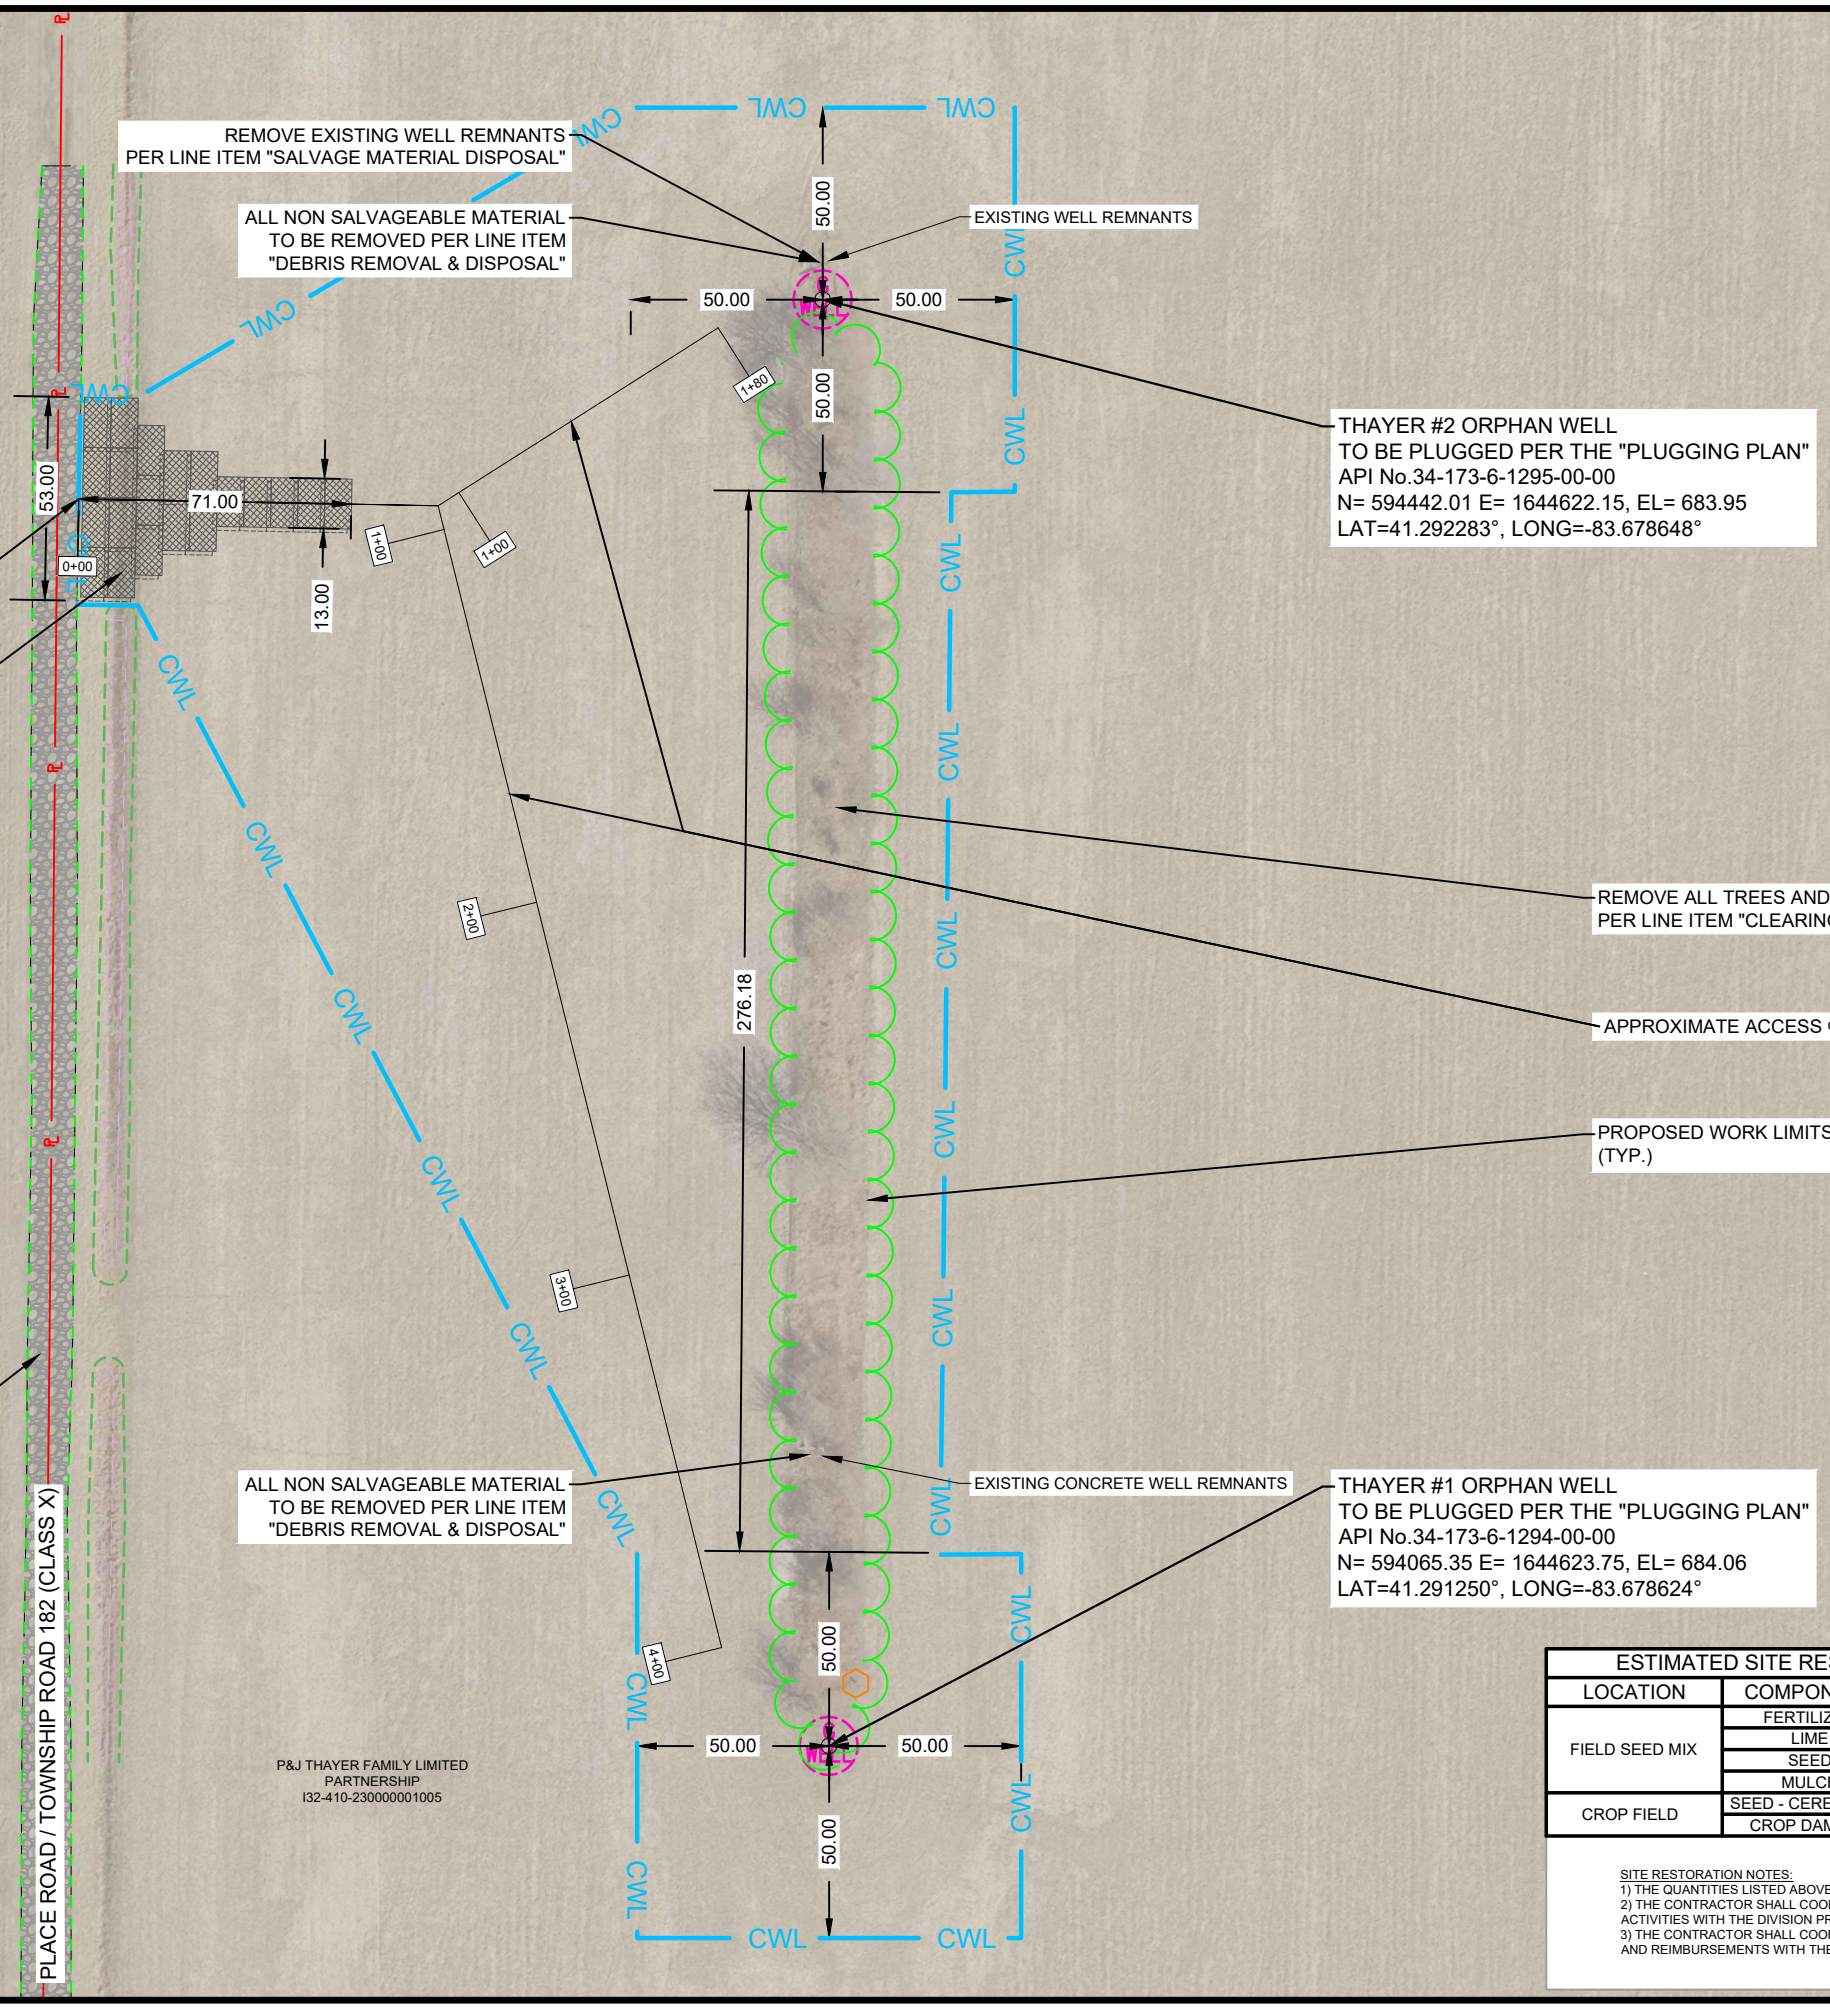 REMOVE EXISTING WELL REMNANTS
PER LINE ITEM "SALVAGE MATERIAL DISPOSAL"
ALL NON SALVAGEABLE MATERIAL
TO BE REMOVED PER LINE ITEM
"DEBRIS REMOVAL & DISPOSAL"
EXISTING WELL REMNANTS
CWL
CWL
CWL
CWL
CWL
CWL
CWL
CWL
50.00
50.00
50.00
50.00
WELL
1+80
53.00
71.00
13.00
0+00
1+00
1+00
THAYER #2 ORPHAN WELL
TO BE PLUGGED PER THE "PLUGGING PLAN"
API No.34-173-6-1295-00-00
N= 594442.01 E= 1644622.15, EL= 683.95
LAT=41.292283°, LONG=-83.678648°
CWL
CWL
CWL
CWL
CWL
CWL
CWL
CWL
CWL
CWL
CWL
CWL
2+00
276.18
3+00
REMOVE ALL TREES AND
PER LINE ITEM "CLEARING
APPROXIMATE ACCESS
PROPOSED WORK LIMITS
(TYP.)
ALL NON SALVAGEABLE MATERIAL
TO BE REMOVED PER LINE ITEM
"DEBRIS REMOVAL & DISPOSAL"
EXISTING CONCRETE WELL REMNANTS
THAYER #1 ORPHAN WELL
TO BE PLUGGED PER THE "PLUGGING PLAN"
API No.34-173-6-1294-00-00
N= 594065.35 E= 1644623.75, EL= 684.06
LAT=41.291250°, LONG=-83.678624°
4+00
50.00
50.00
50.00
50.00
WELL
CWL
CWL
CWL
CWL
CWL
CWL
PLACE ROAD / TOWNSHIP ROAD 182 (CLASS X)
P&J THAYER FAMILY LIMITED
PARTNERSHIP
I32-410-230000001005
ESTIMATED SITE RES
LOCATION COMPON
FIELD SEED MIX
FERTILIZ
LIME
SEED
MULCH
CROP FIELD
SEED - CERE
CROP DAM
SITE RESTORATION NOTES:
1) THE QUANTITIES LISTED ABOVE
2) THE CONTRACTOR SHALL COO
ACTIVITIES WITH THE DIVISION PR
3) THE CONTRACTOR SHALL COO
AND REIMBURSEMENTS WITH THE